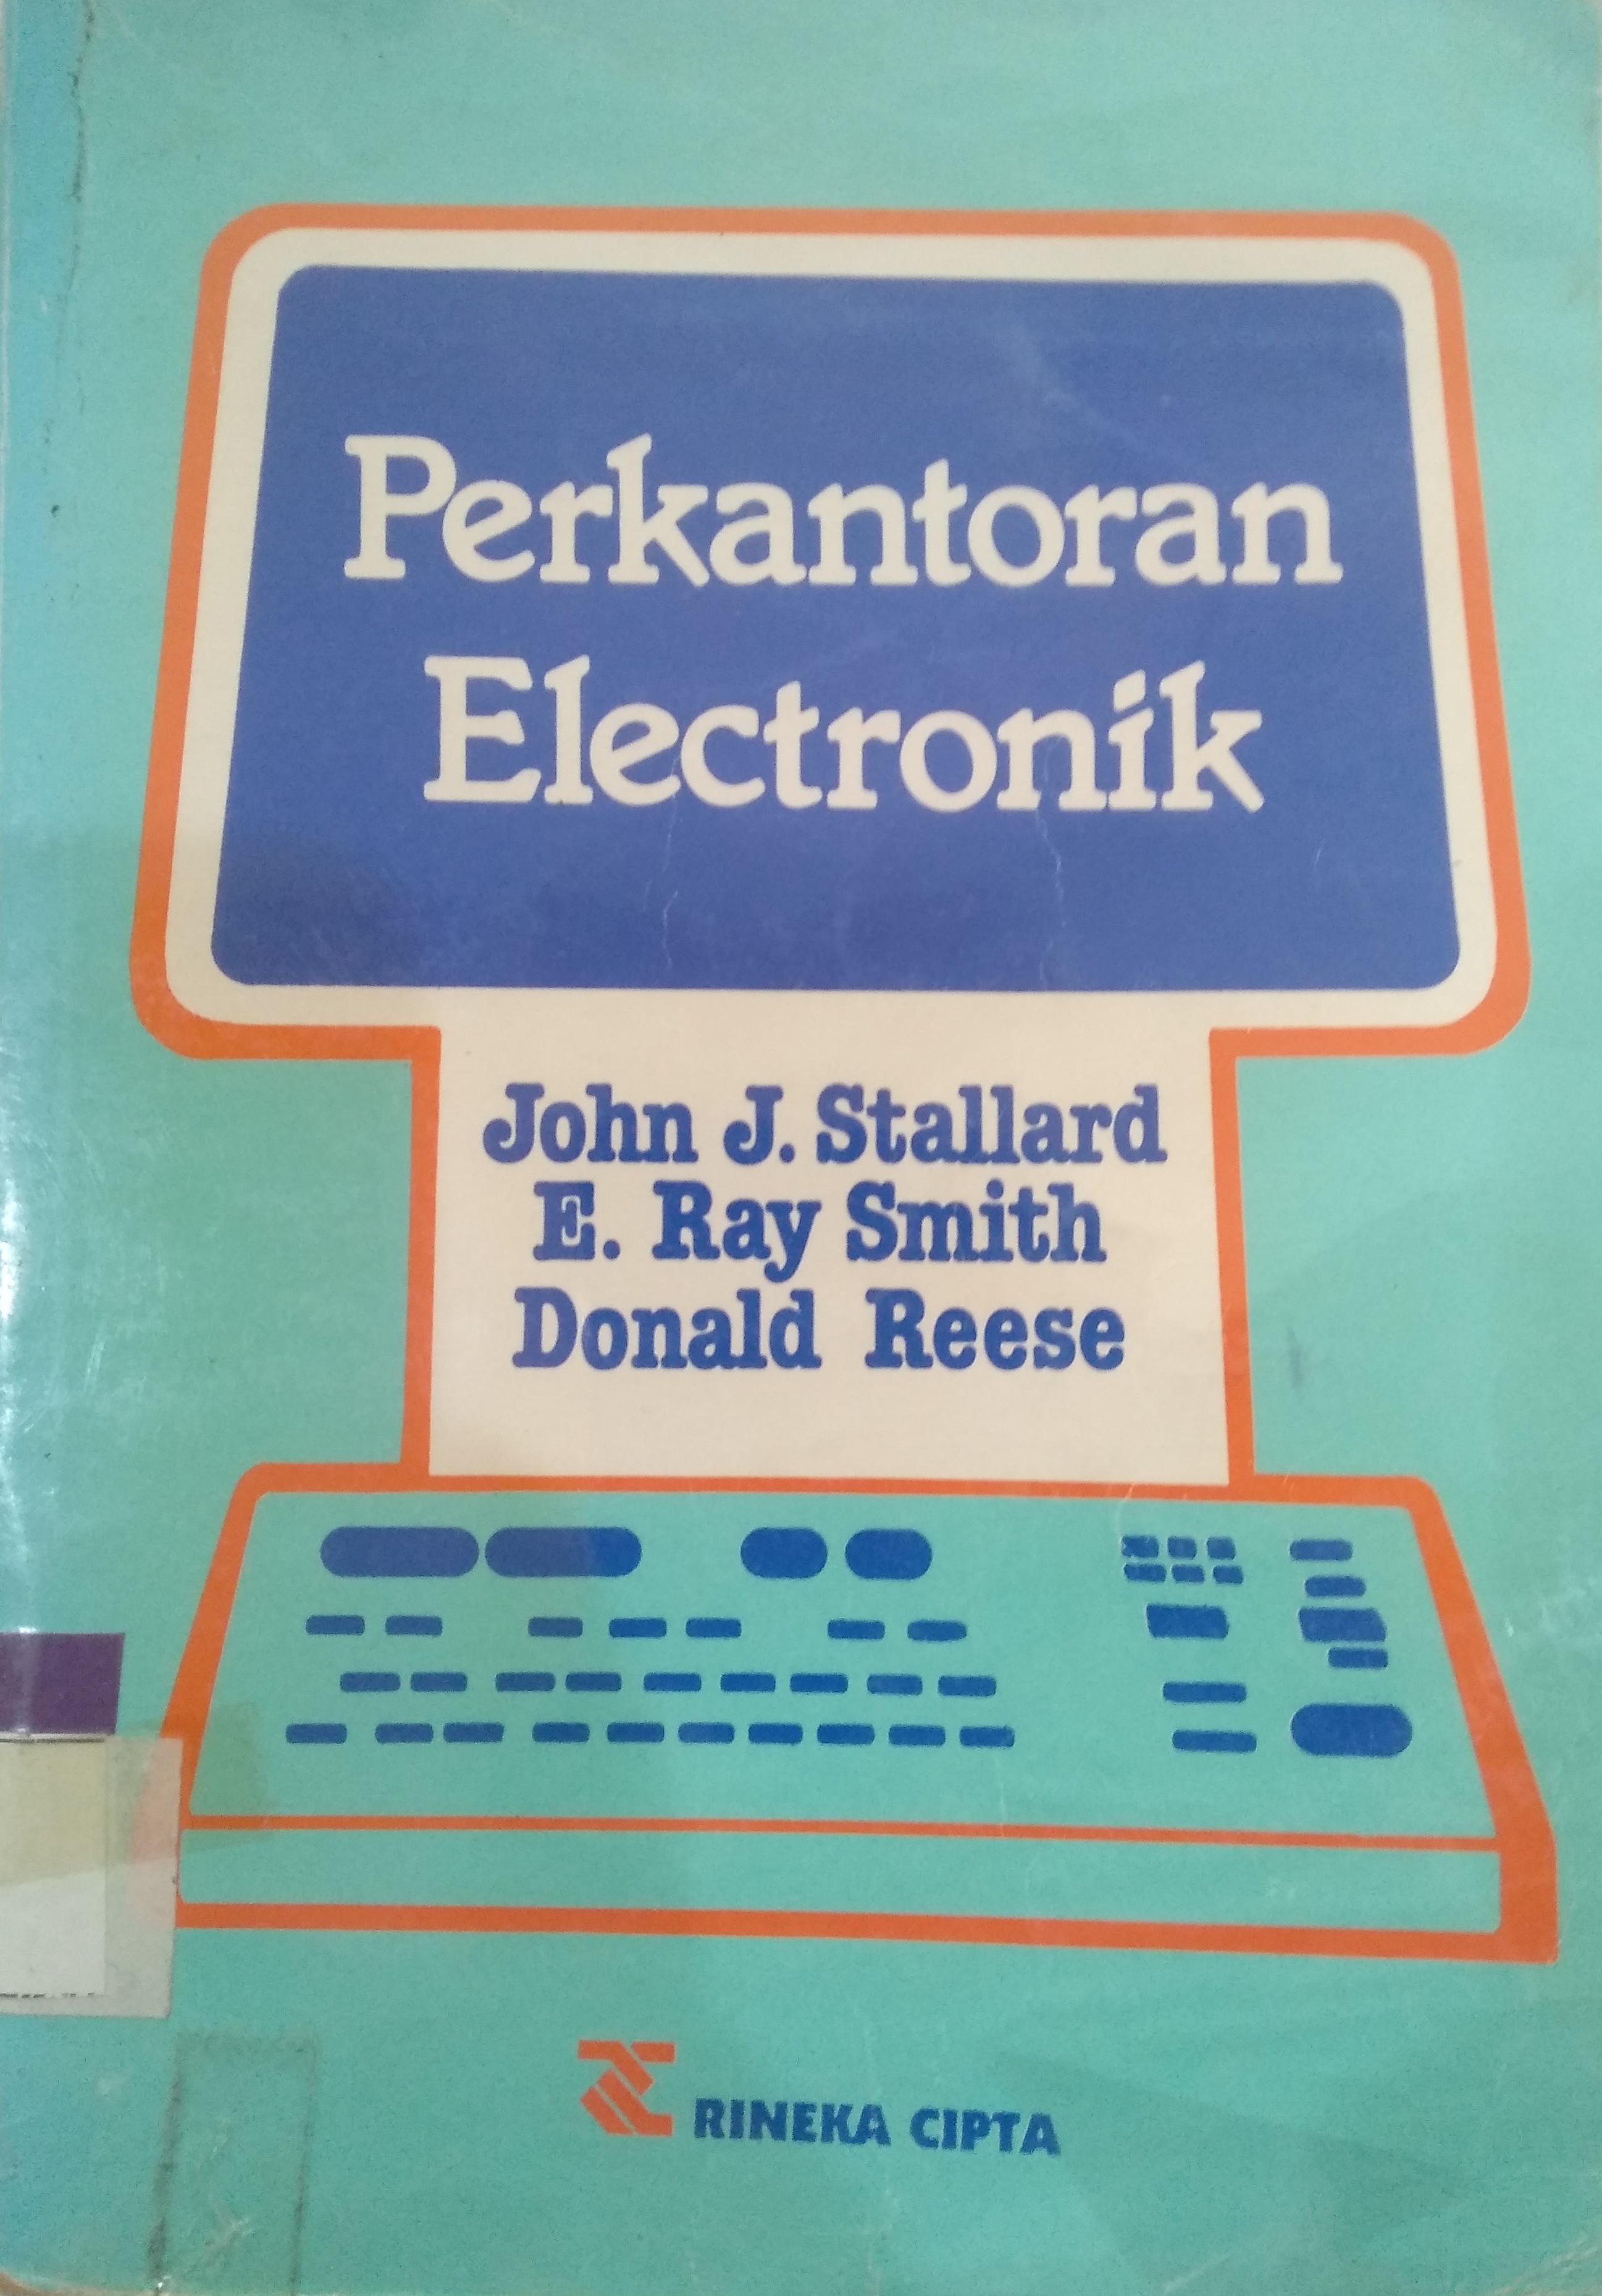 Perkantoran
Electronik
John J. Stallard
E. Ray Smith
Donald Reese
RINEKA CIPTA